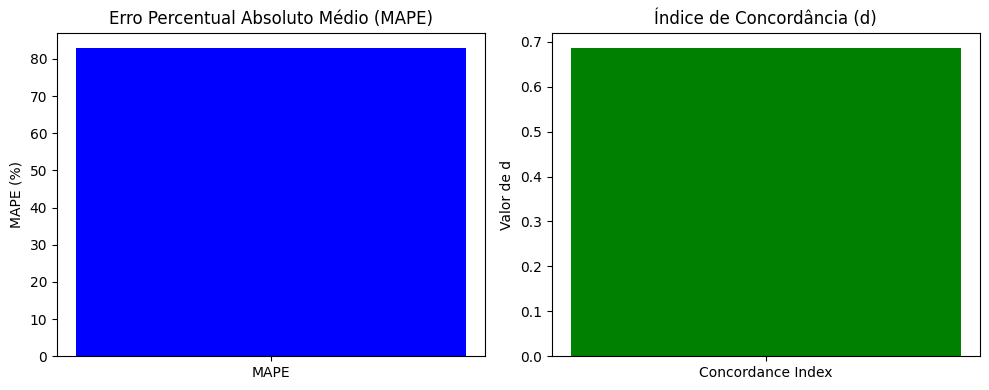 Erro Percentual Absoluto Médio (MAPE)
MAPE (%)
80
70
60
50
40
30
20
10
0
MAPE
Índice de Concordância (d)
Valor de d
0.7
0.6
0.5
0.4
0.3
0.2
0.1
0.0
Concordance Index